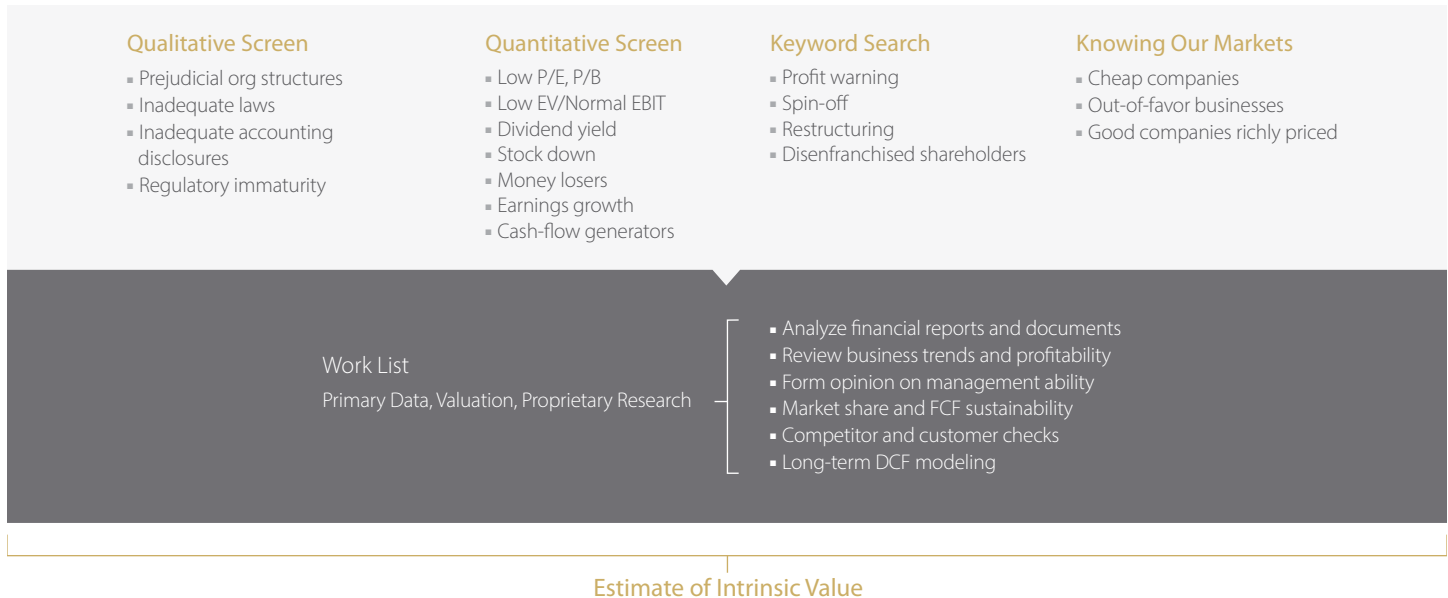 Qualitative Screen
▪ Prejudicial org structures
▪ Inadequate laws
▪ Inadequate accounting
disclosures
▪ Regulatory immaturity
Quantitative Screen
▪ Low P/E, P/B
▪ Low EV/Normal EBIT
▪ Dividend yield
▪ Stock down
▪ Money losers
▪ Earnings growth
▪ Cash-flow generators
Keyword Search
▪ Profit warning
▪ Spin-off
▪ Restructuring
▪ Disenfranchised shareholders
Knowing Our Markets
▪ Cheap companies
▪ Out-of-favor businesses
▪ Good companies richly priced
Work List
Primary Data, Valuation, Proprietary Research
▪ Analyze financial reports and documents
▪ Review business trends and profitability
▪ Form opinion on management ability
▪ Market share and FCF sustainability
▪ Competitor and customer checks
▪ Long-term DCF modeling
Estimate of Intrinsic Value